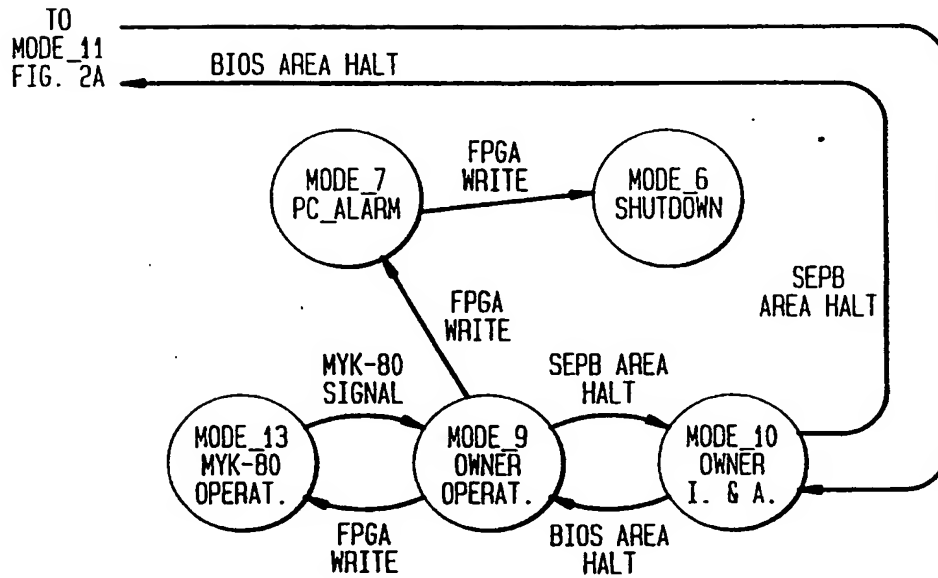 TO
MODE_11
FIG. 2A
BIOS AREA HALT
MODE_7
PC_ALARM
FPGA
WRITE
MODE_6
SHUTDOWN
FPGA
WRITE
SEPB
AREA HALT
MYK-80
SIGNAL
SEPB AREA
HALT
MODE_13
MYK-80
OPERAT.
MODE_9
OWNER
OPERAT.
MODE_10
OWNER
I. & A.
FPGA
WRITE
BIOS AREA
HALT